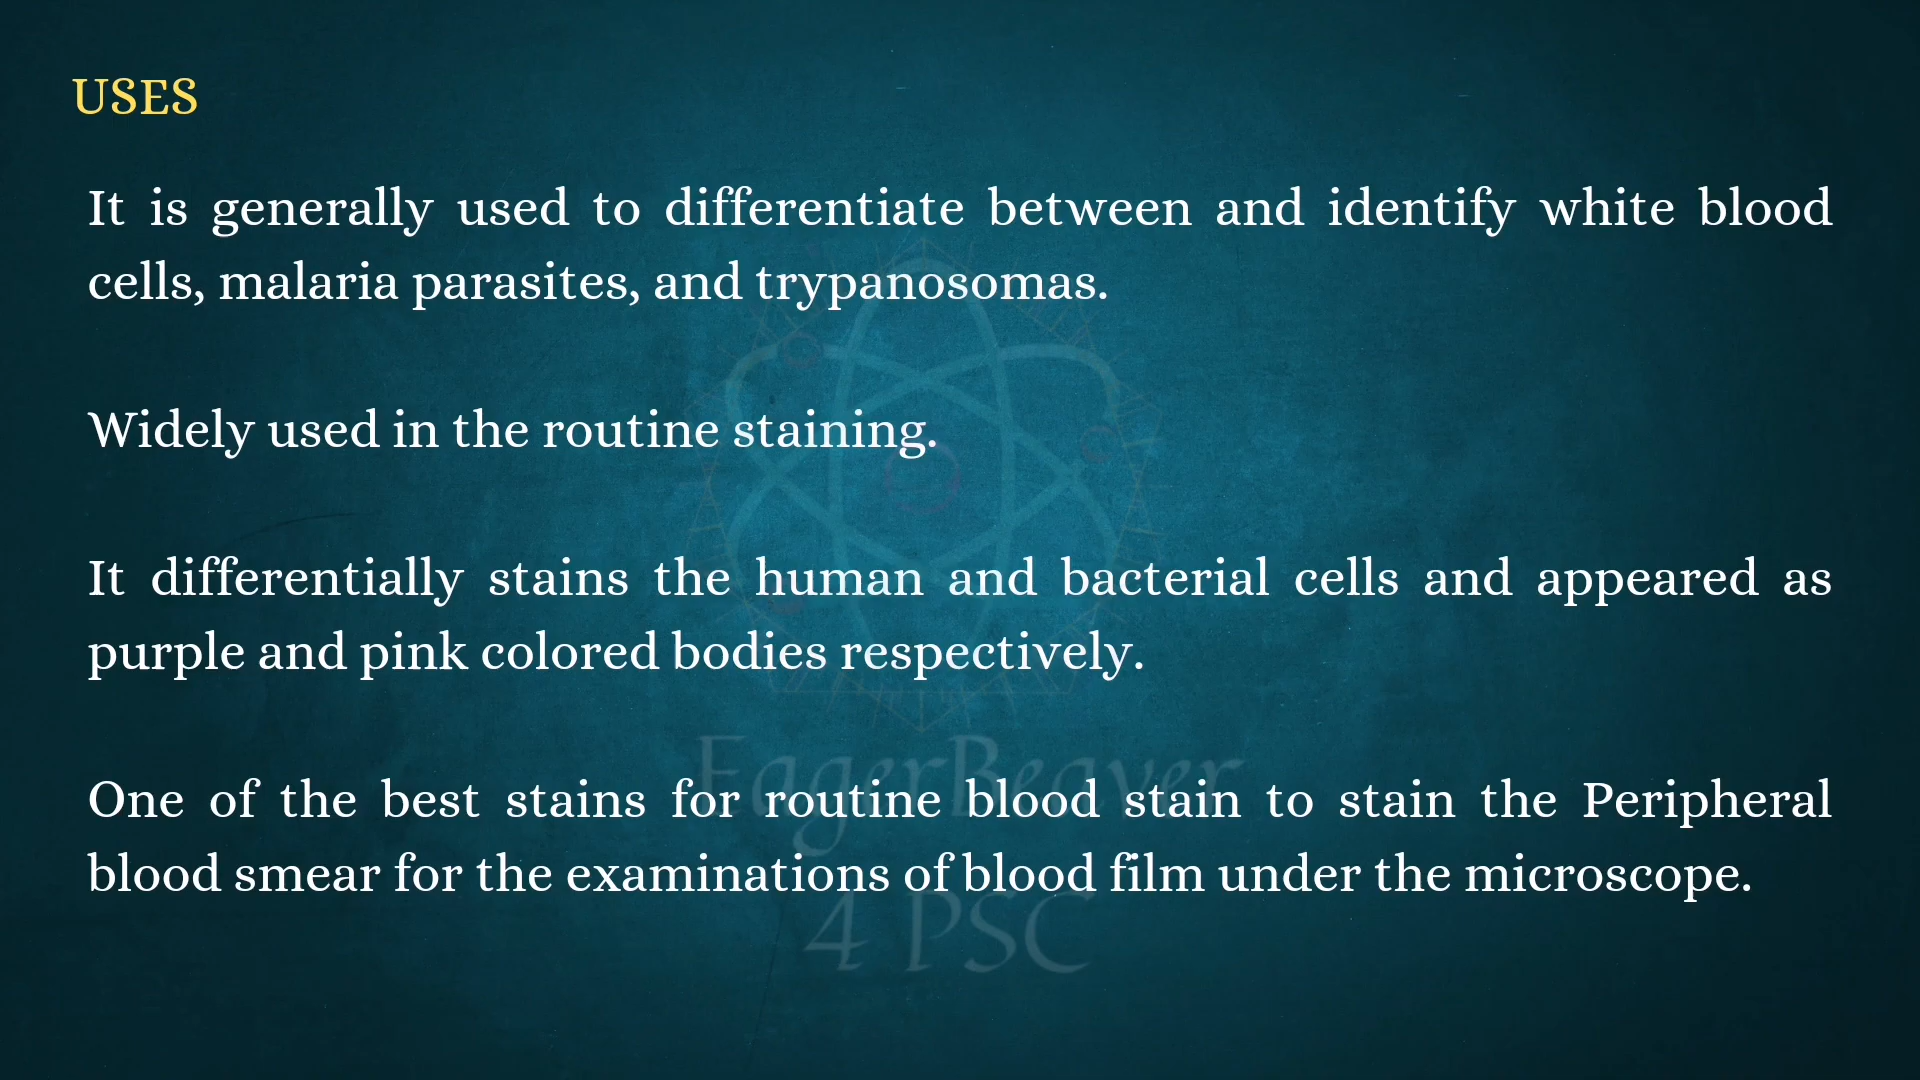 USES
It is generally used to differentiate between and identify white blood
cells, malaria parasites, and trypanosomas.
Widely used in the routine staining.
It differentially stains the human and bacterial cells and appeared as
purple and pink colored bodies respectively.
EagerBeaver
One of the best stains for routine blood stain to stain the Peripheral
blood smear for the examinations of blood film under the microscope.
4 PSC